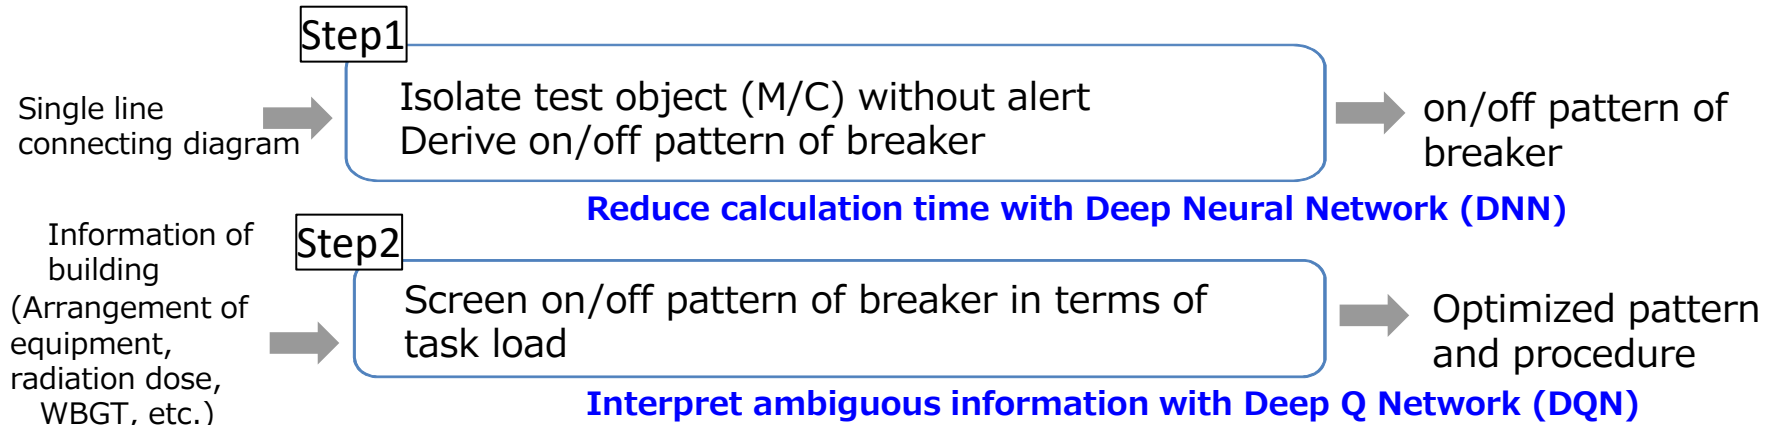 Step1
Single line
connecting diagram
Isolate test object (M/C) without alert
Derive on/off pattern of breaker
on/off pattern of
breaker
Reduce calculation time with Deep Neural Network (DNN)
Information of
building
(Arrangement of
equipment,
radiation dose,
WBGT, etc.)
Step2
Screen on/off pattern of breaker in terms of
task load
Optimized pattern
and procedure
Interpret ambiguous information with Deep Q Network (DQN)